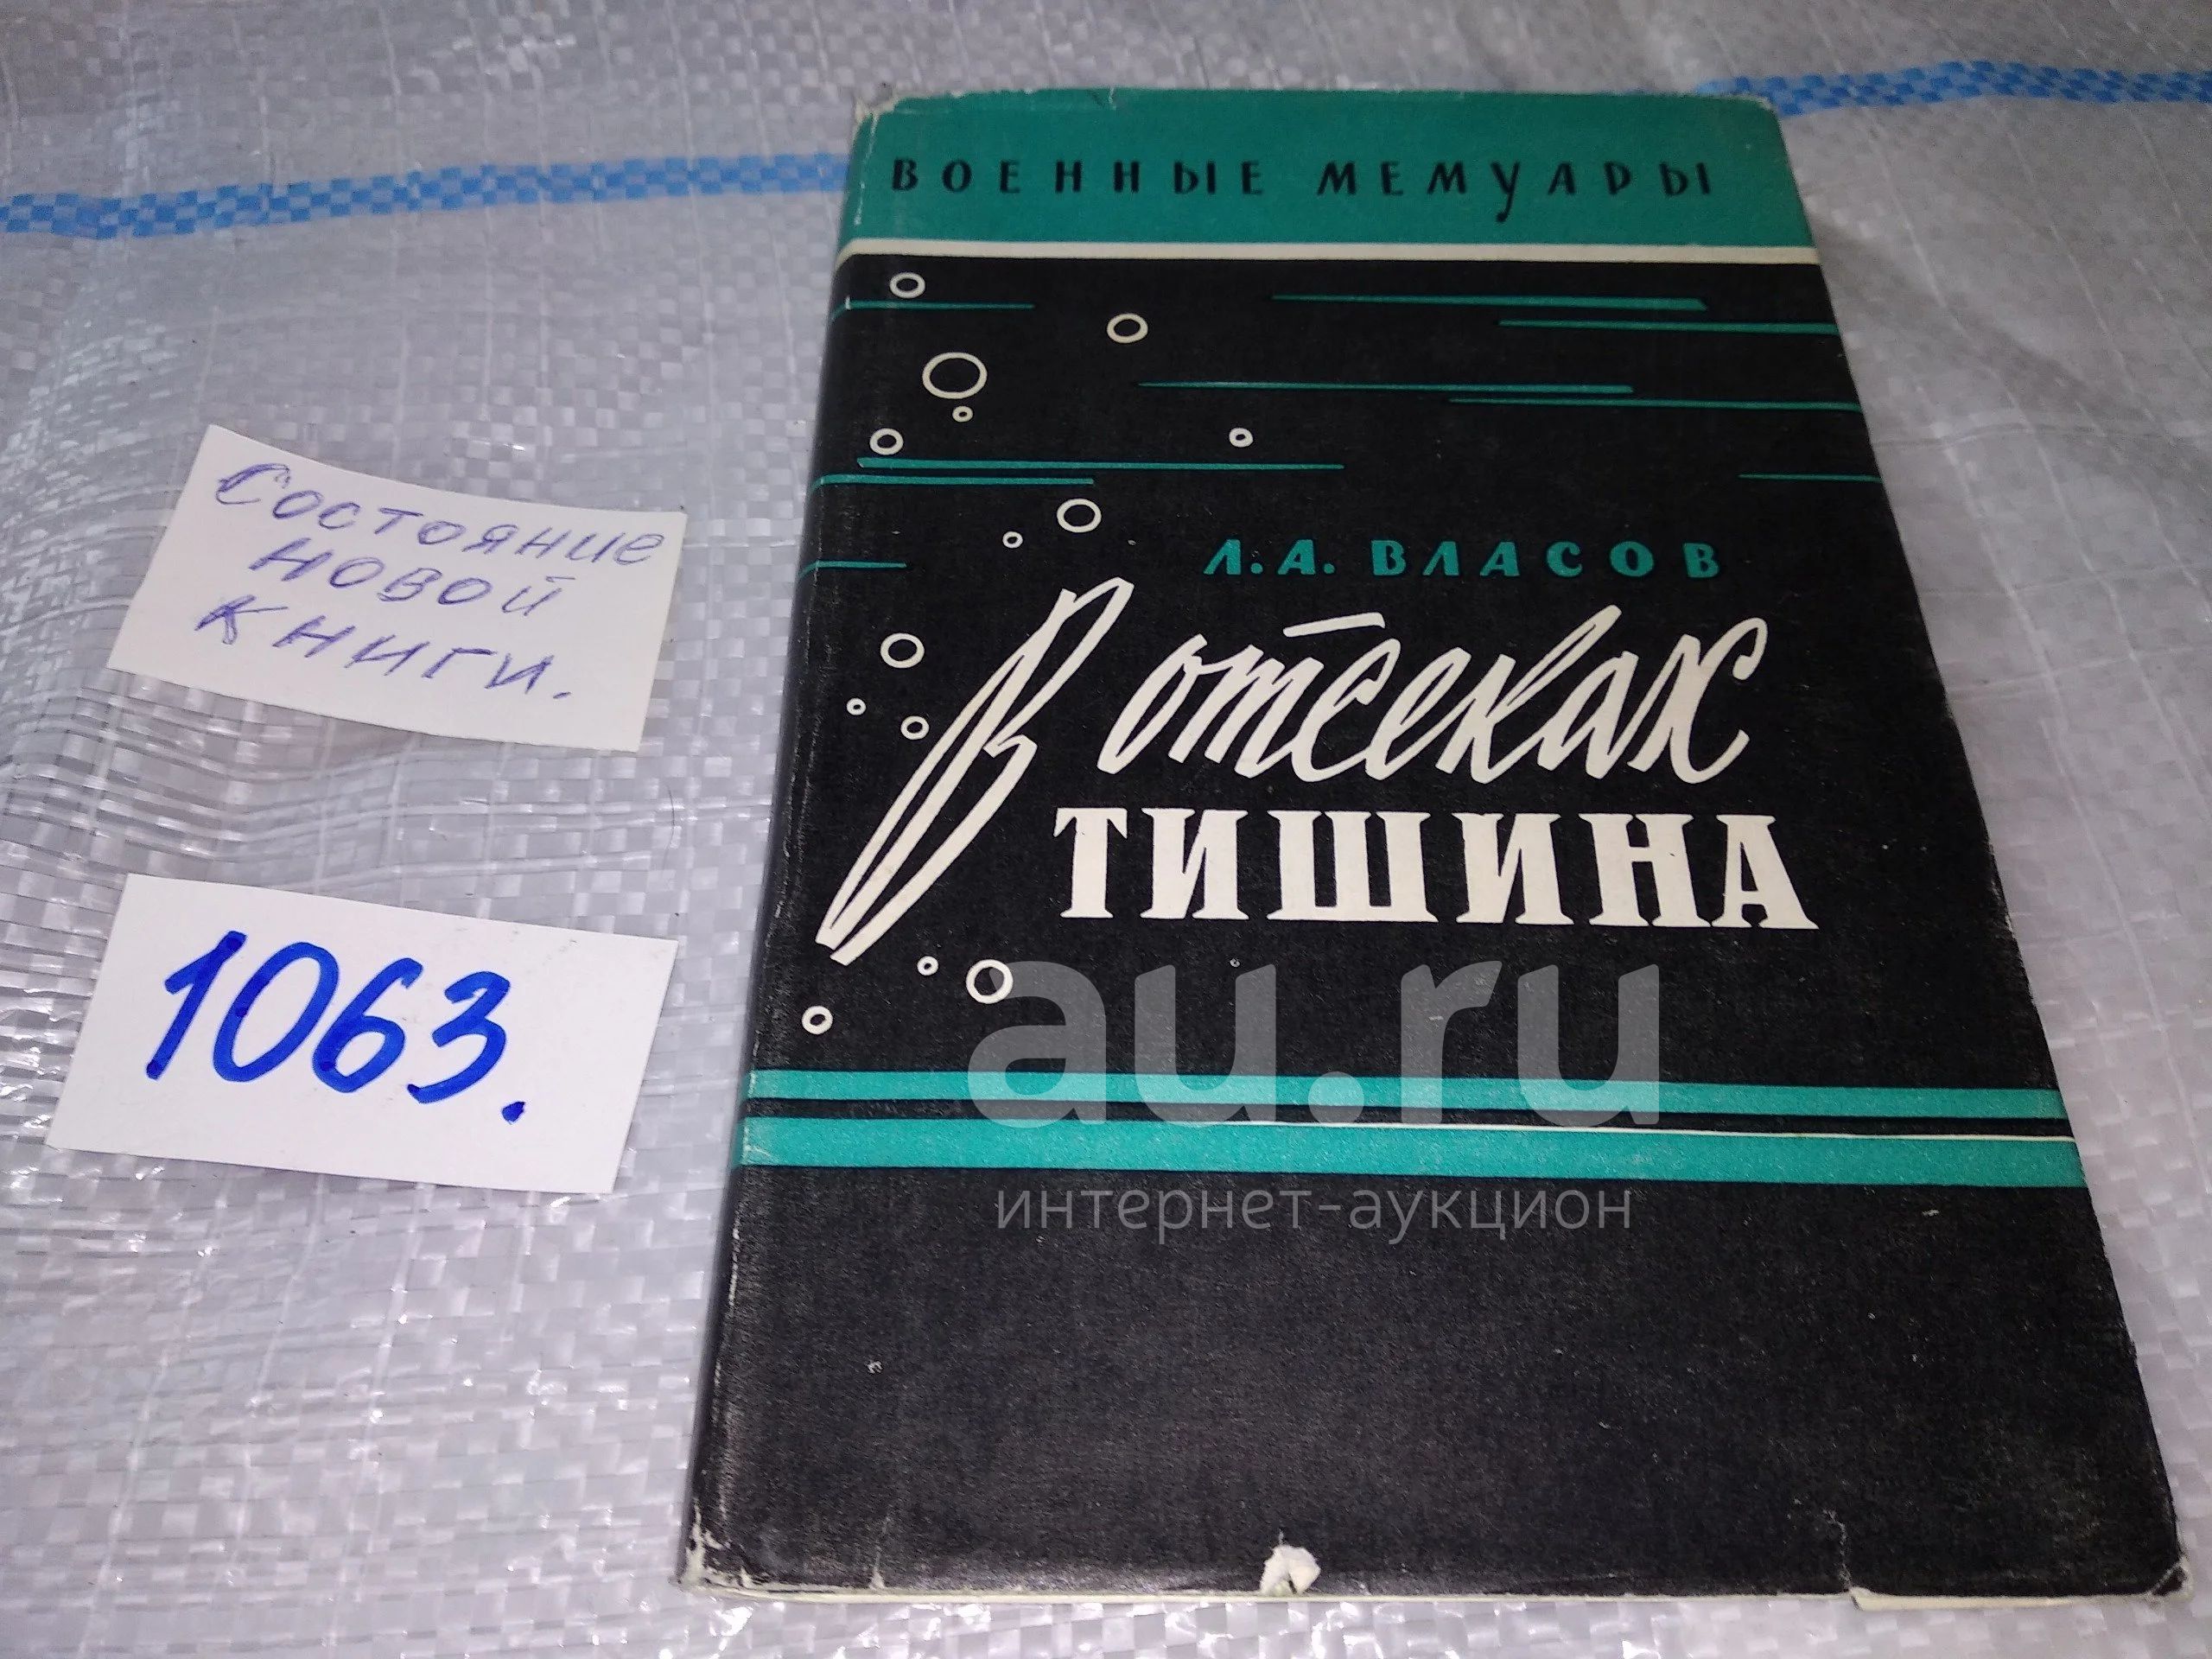 ВОЕННЫЕ МЕМУАРЫ
Л. А. ВЛАСОВ
В отсеках
ТИШИНА
Состояние
новой
книги.
1063.
au.ru
интернет-аукцион